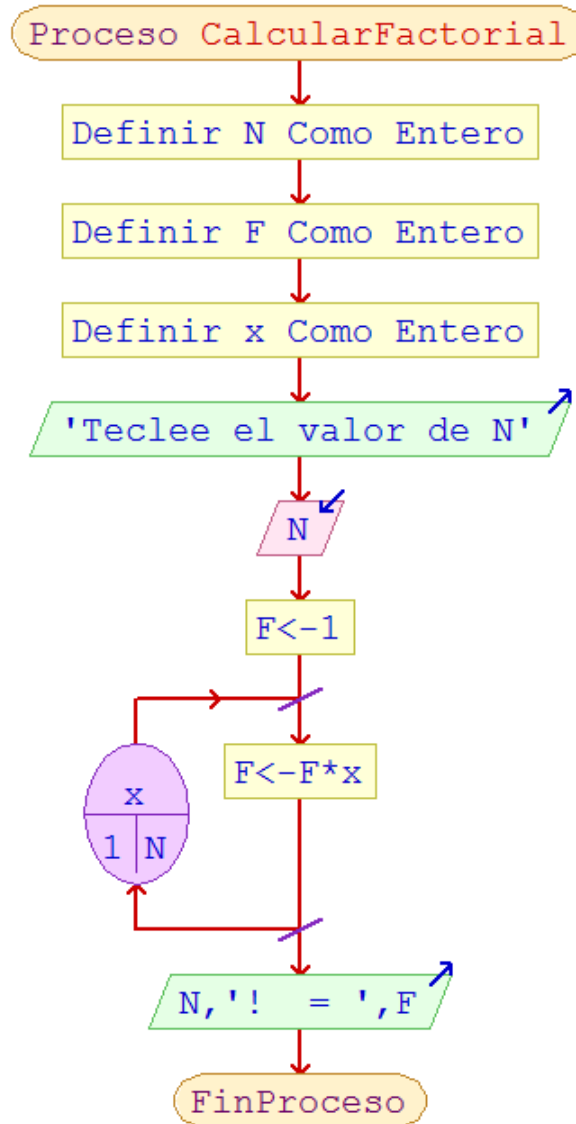 Proceso CalcularFactorial
Definir N Como Entero
Definir F Como Entero
Definir x Como Entero
'Teclee el valor de N'
N
F<-1
F<-F*x
x
1 N
N,'!  = ',F
FinProceso